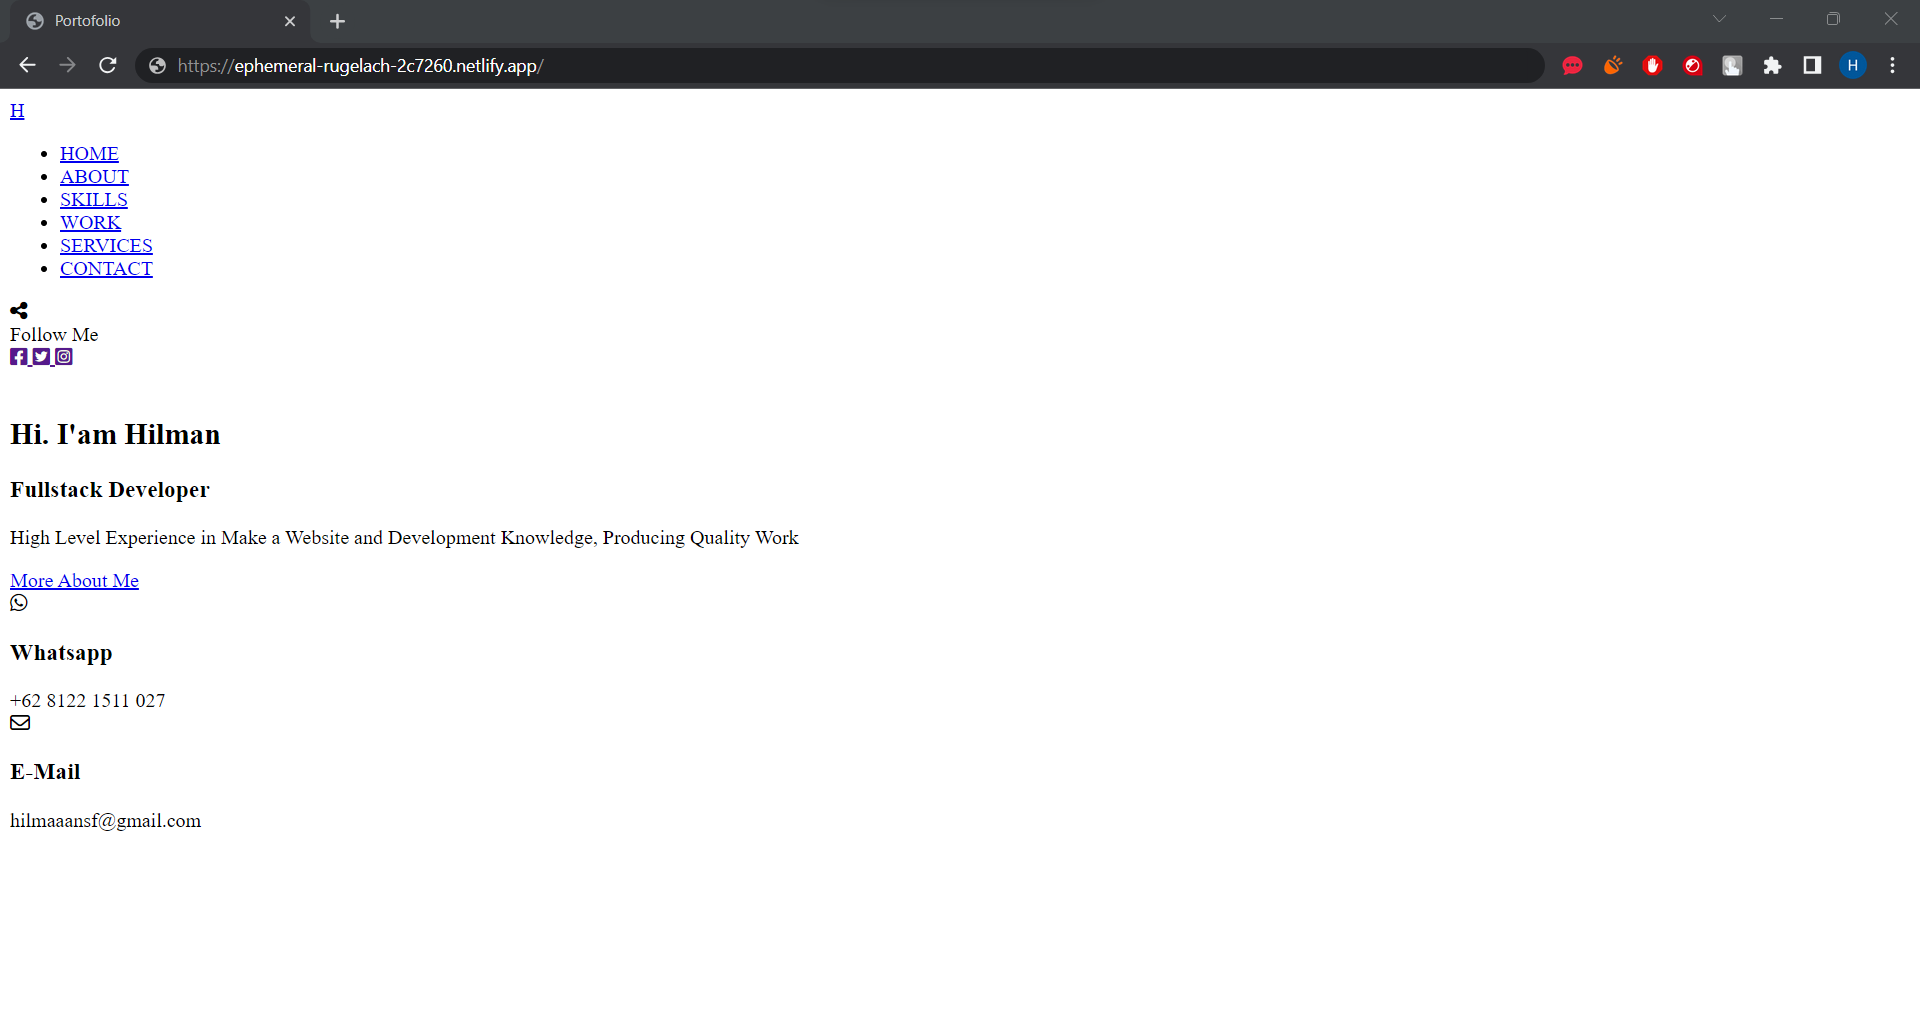 Portofolio
https://ephemeral-rugelach-2c7260.netlify.app/
H
H
HOME
ABOUT
SKILLS
WORK
SERVICES
CONTACT
Follow Me
Hi. I'am Hilman
Fullstack Developer
High Level Experience in Make a Website and Development Knowledge, Producing Quality Work
More About Me
Whatsapp
+62 8122 1511 027
E-Mail
hilmaaansf@gmail.com